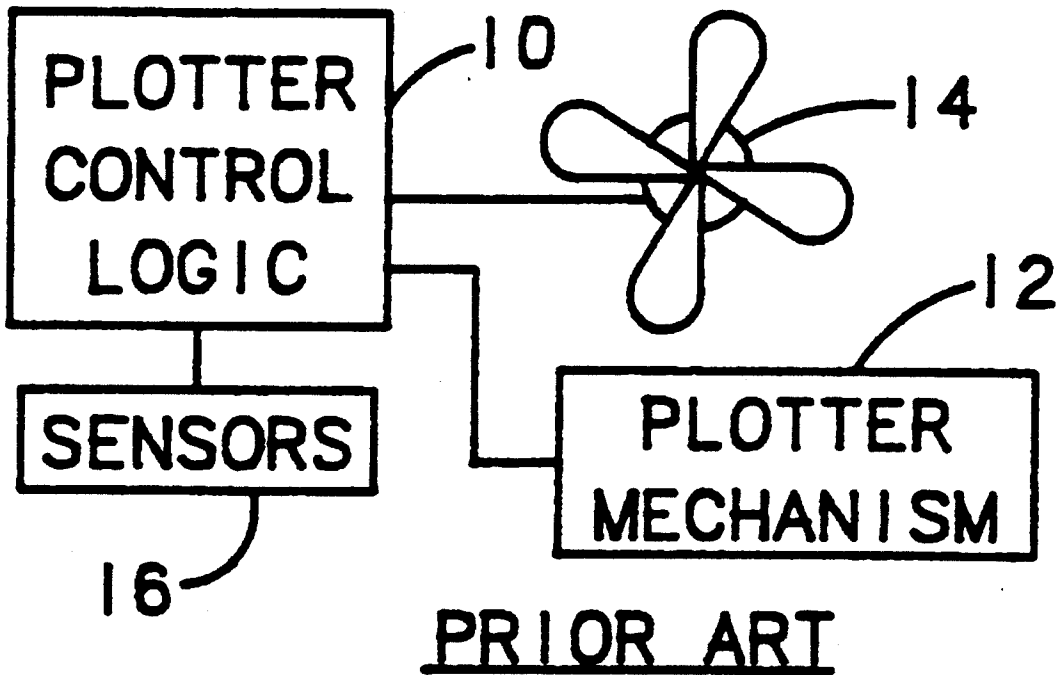 PLOTTER
CONTROL
LOGIC
10
14
SENSORS
16
12
PLOTTER
MECHANISM
PRIOR ART